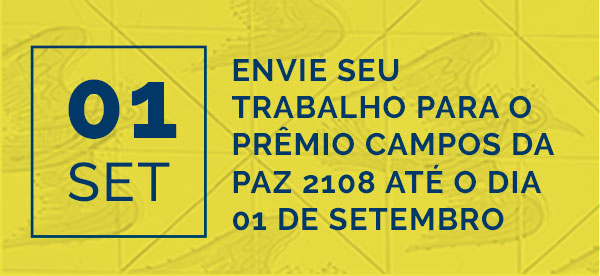 01
SET
ENVIE SEU
TRABALHO PARA O
PRÊMIO CAMPOS DA
PAZ 2108 ATÉ O DIA
01 DE SETEMBRO